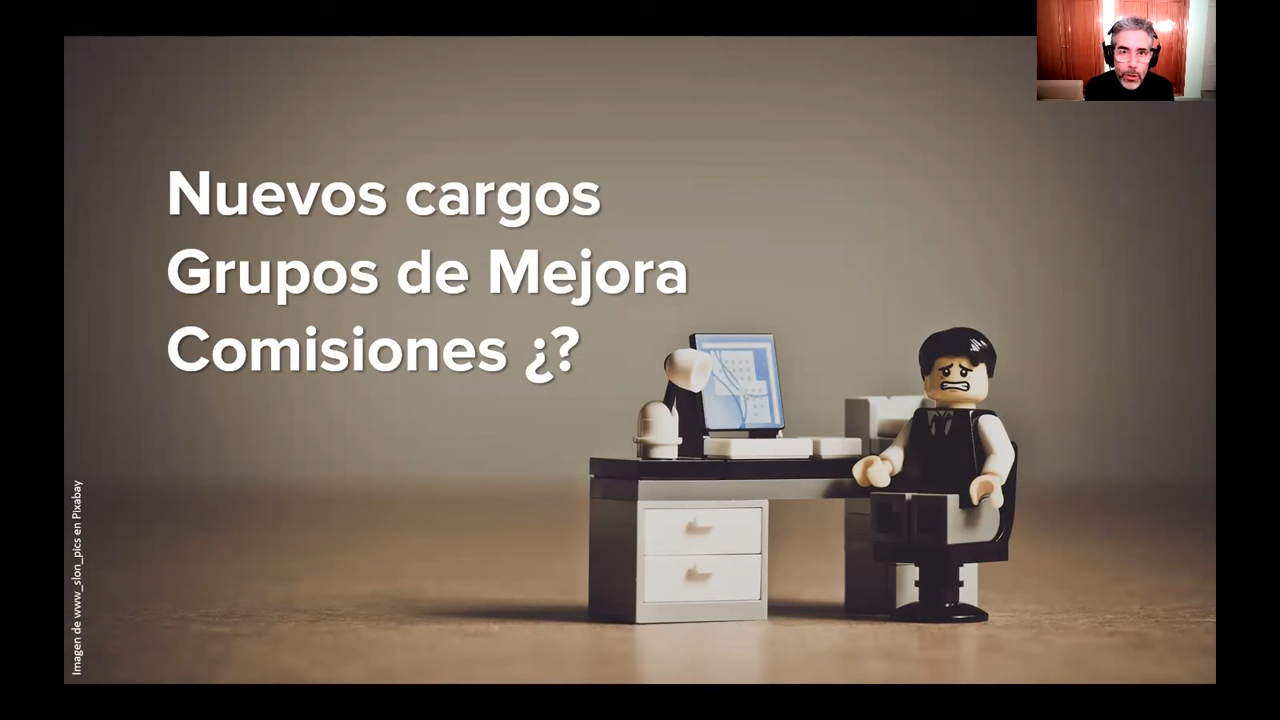 Nuevos cargos
Grupos de Mejora
Comisiones ¿?
Imagen de www_slon_pics en Pixabay